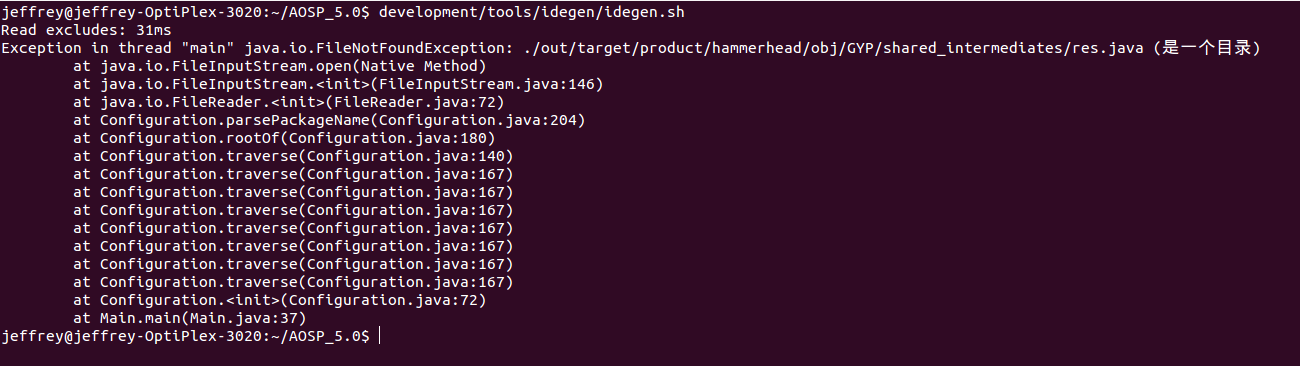 jeffrey@jeffrey-OptiPlex-3020:~/AOSP_5.0$ development/tools/idegen/idegen.sh
Read excludes: 31ms
Exception in thread "main" java.io.FileNotFoundException: ./out/target/product/hammerhead/obj/GYP/shared_intermediates/res.java (是一个目录)
        at java.io.FileInputStream.open(Native Method)
        at java.io.FileInputStream.<init>(FileInputStream.java:146)
        at java.io.FileReader.<init>(FileReader.java:72)
        at Configuration.parsePackageName(Configuration.java:204)
        at Configuration.rootOf(Configuration.java:180)
        at Configuration.traverse(Configuration.java:140)
        at Configuration.traverse(Configuration.java:167)
        at Configuration.traverse(Configuration.java:167)
        at Configuration.traverse(Configuration.java:167)
        at Configuration.traverse(Configuration.java:167)
        at Configuration.traverse(Configuration.java:167)
        at Configuration.traverse(Configuration.java:167)
        at Configuration.traverse(Configuration.java:167)
        at Configuration.<init>(Configuration.java:72)
        at Main.main(Main.java:37)
jeffrey@jeffrey-OptiPlex-3020:~/AOSP_5.0$